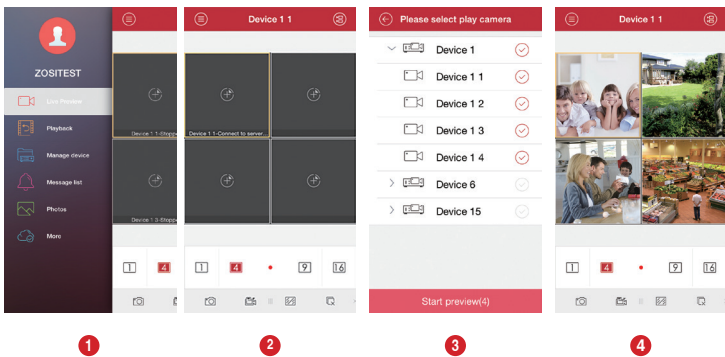 ZOSITEST
Live Preview
Playback
Manage device
Message list
Photos
More
Device 1 1-Stoppe
Device 1 3-Stoppe
1
4
1
Device 1 1
Device 1 1-Connect to server...
1
4
9
16
2
Please select play camera
Device 1
Device 1 1
Device 1 2
Device 1 3
Device 1 4
Device 6
Device 15
Start preview(4)
3
Device 1 1
1
4
9
16
4